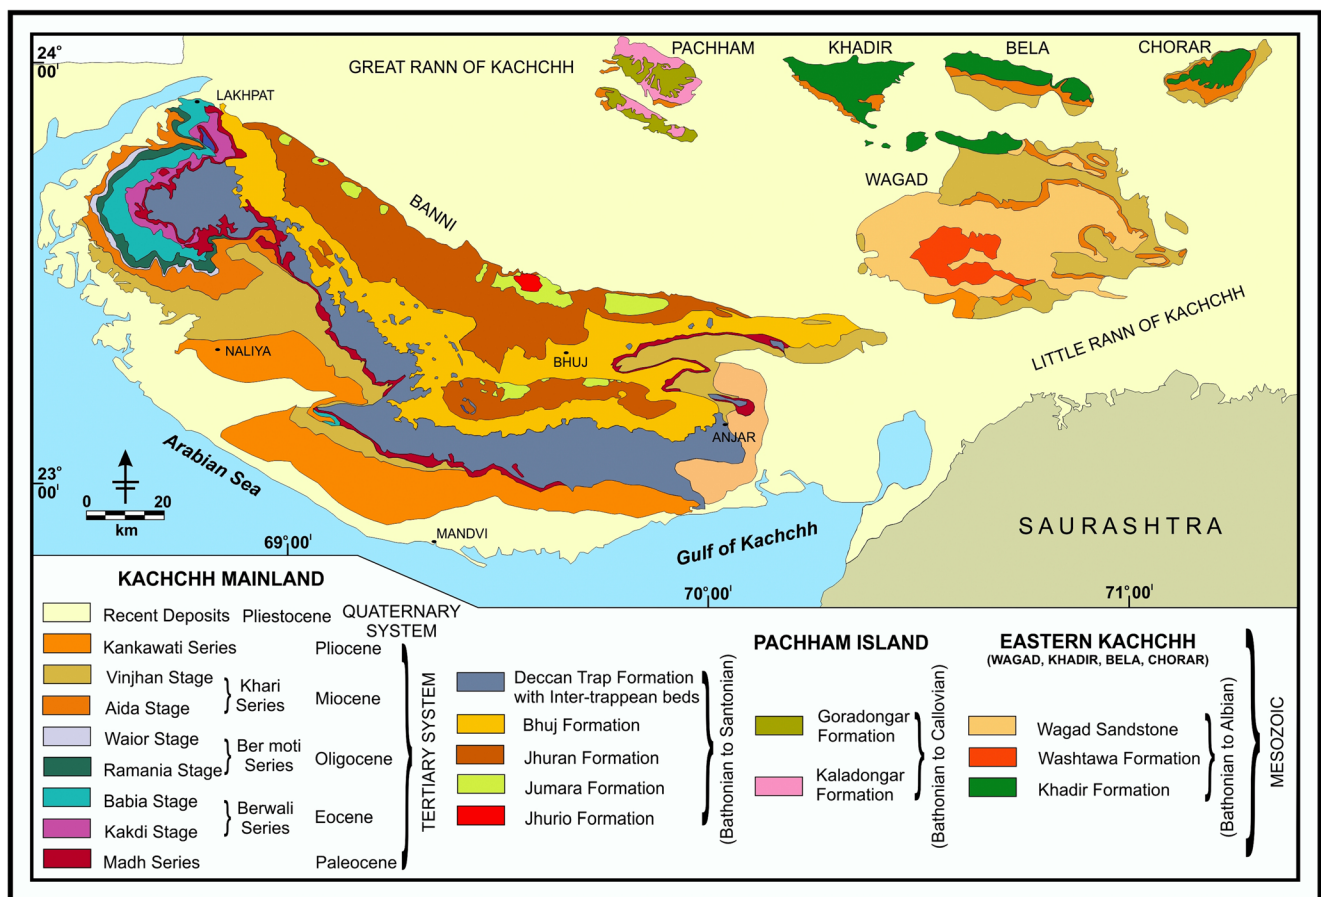 24°
00'
GREAT RANN OF KACHCHH
PACHHAM
KHADIR
BELA
CHORAR
LAKHPAT
BANNI
WAGAD
LITTLE RANN OF KACHCHH
NALIYA
BHUJ
ANJAR
Arabian Sea
23°
00'
0 20
km
MANDVI
Gulf of Kachchh
SAURASHTRA
69°00'
70°00'
71°00'
KACHCHH MAINLAND
Recent Deposits Pliestocene
QUATERNARY
SYSTEM
Kankawati Series Pliocene
Vinjhan Stage
Aida Stage
Khari
Series
Miocene
Waior Stage
Ramania Stage
Ber moti
Series
Oligocene
Babia Stage
Kakdi Stage
Berwali
Series
Eocene
Madh Series Paleocene
TERTIARY SYSTEM
Deccan Trap Formation
with Inter-trappean beds
Bhuj Formation
Jhuran Formation
Jumara Formation
Jhurio Formation
(Bathonian to Santonian)
PACHHAM ISLAND
Goradongar
Formation
Kaladongar
Formation
(Bathonian to Callovian)
EASTERN KACHCHH
(WAGAD, KHADIR, BELA, CHORAR)
Wagad Sandstone
Washtawa Formation
Khadir Formation
(Bathonian to Albian)
MESOZOIC